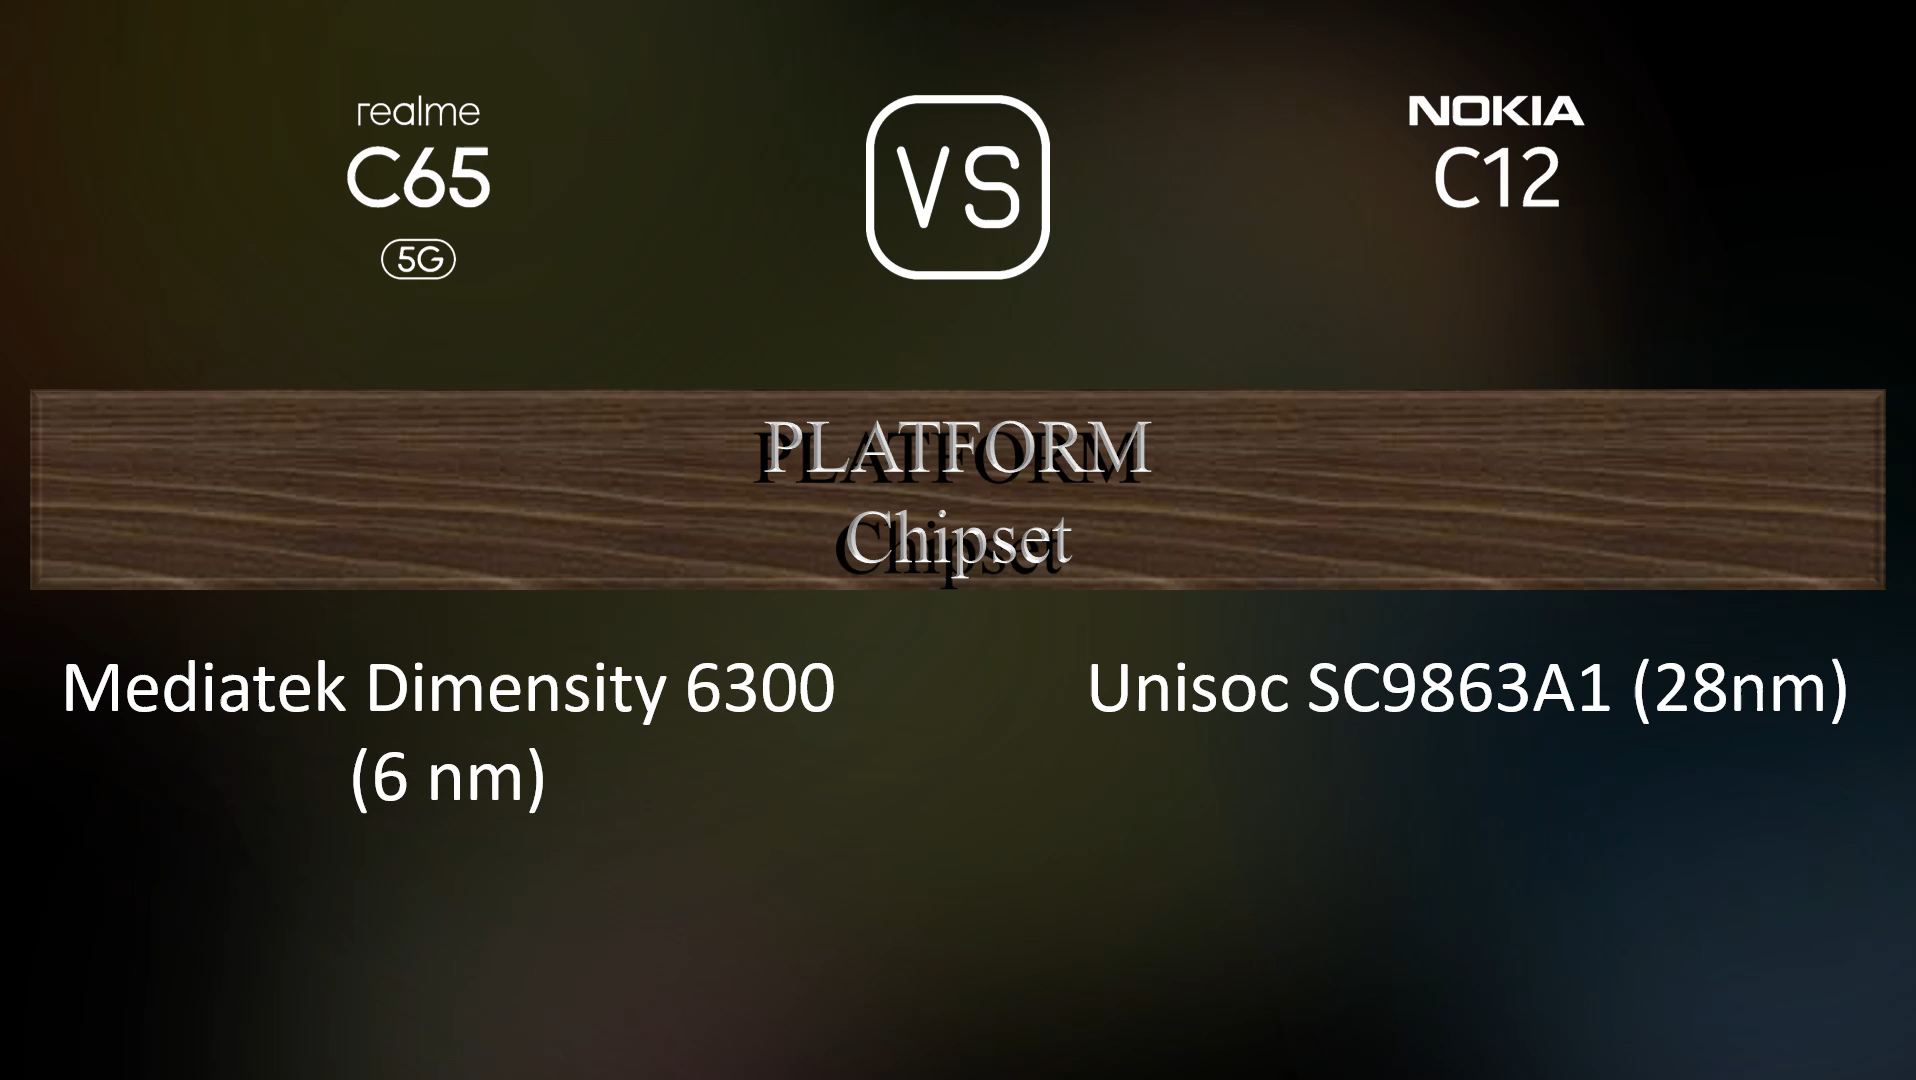 realme
C65
5G
VS
NOKIA
C12
PLATFORM
Chipset
Mediatek Dimensity 6300
(6 nm)
Unisoc SC9863A1 (28nm)